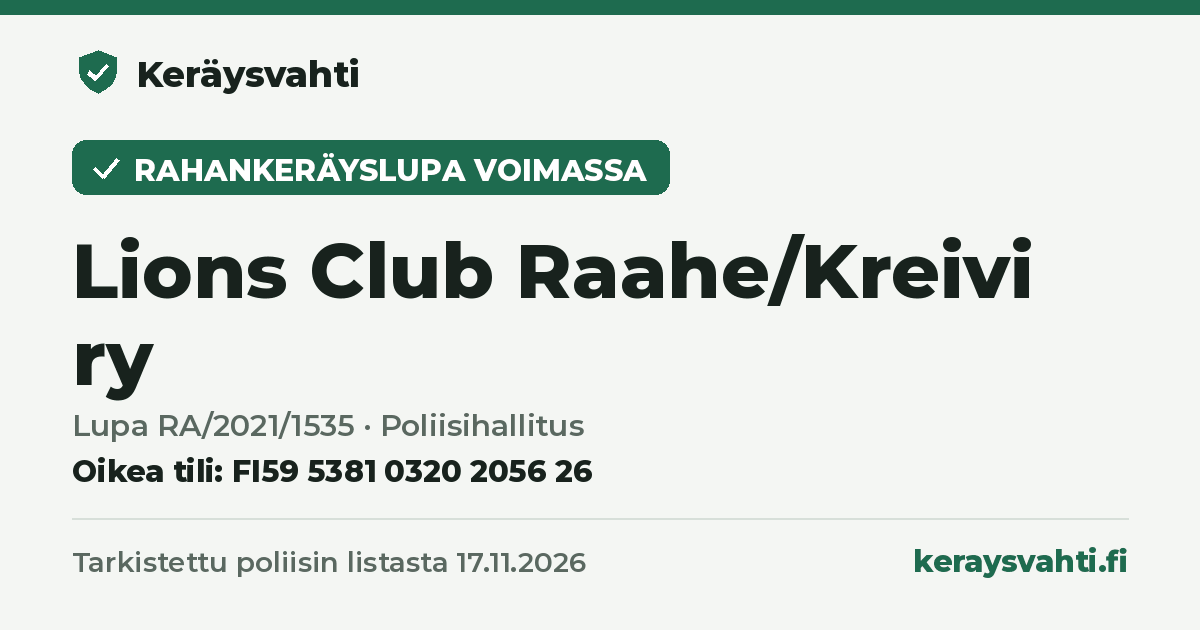 Keräysvahti
RAHANKERÄYSLUPA VOIMASSA
Lions Club Raahe/Kreivi
ry
Lupa RA/2021/1535 · Poliisihallitus
Oikea tili: FI59 5381 0320 2056 26
Tarkistettu poliisin listasta 17.11.2026
keraysvahti.fi